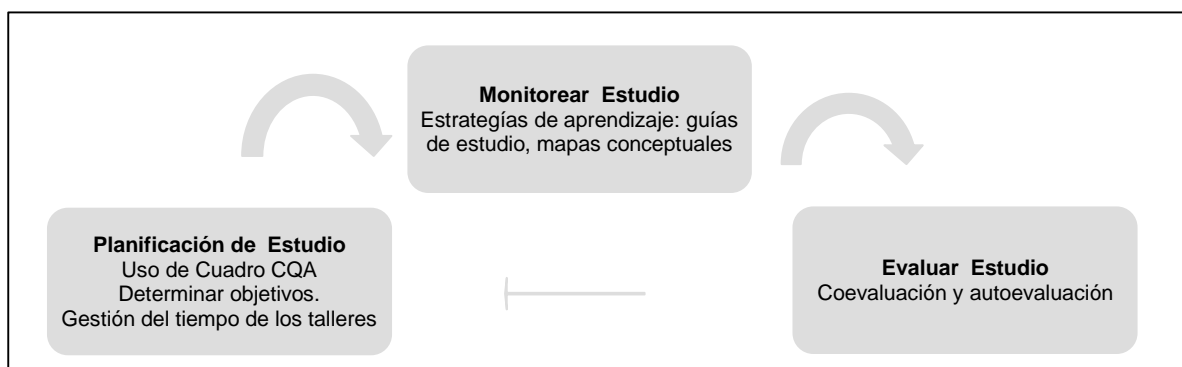 Monitorear Estudio
Estrategías de aprendizaje: guías
de estudio, mapas conceptuales
Planificación de Estudio
Uso de Cuadro CQA
Determinar objetivos.
Gestión del tiempo de los talleres
Evaluar Estudio
Coevaluación y autoevaluación